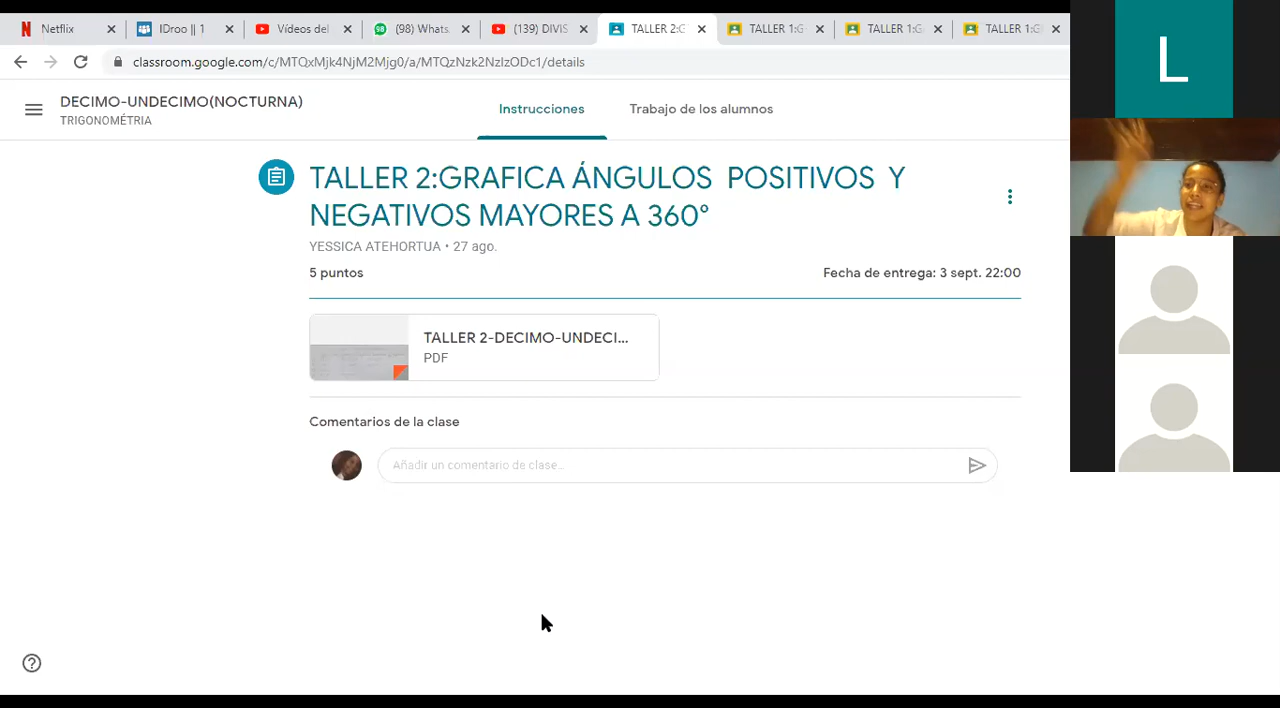 Netflix
IDroo || 1
Vídeos del
(98) Whats
(139) DIVIS
TALLER 2:G
TALLER 1:G
TALLER 1:G
TALLER 1:G
classroom.google.com/c/MTQxMjk4NjM2Mjg0/a/MTQzNzk2NzIzODc1/details
DECIMO-UNDECIMO(NOCTURNA)
TRIGONOMÉTRIA
Instrucciones
Trabajo de los alumnos
TALLER 2:GRAFICA ÁNGULOS POSITIVOS Y
NEGATIVOS MAYORES A 360°
YESSICA ATEHORTUA • 27 ago.
5 puntos
Fecha de entrega: 3 sept. 22:00
TALLER 2-DECIMO-UNDECI...
PDF
Comentarios de la clase
Añadir un comentario de clase...
L